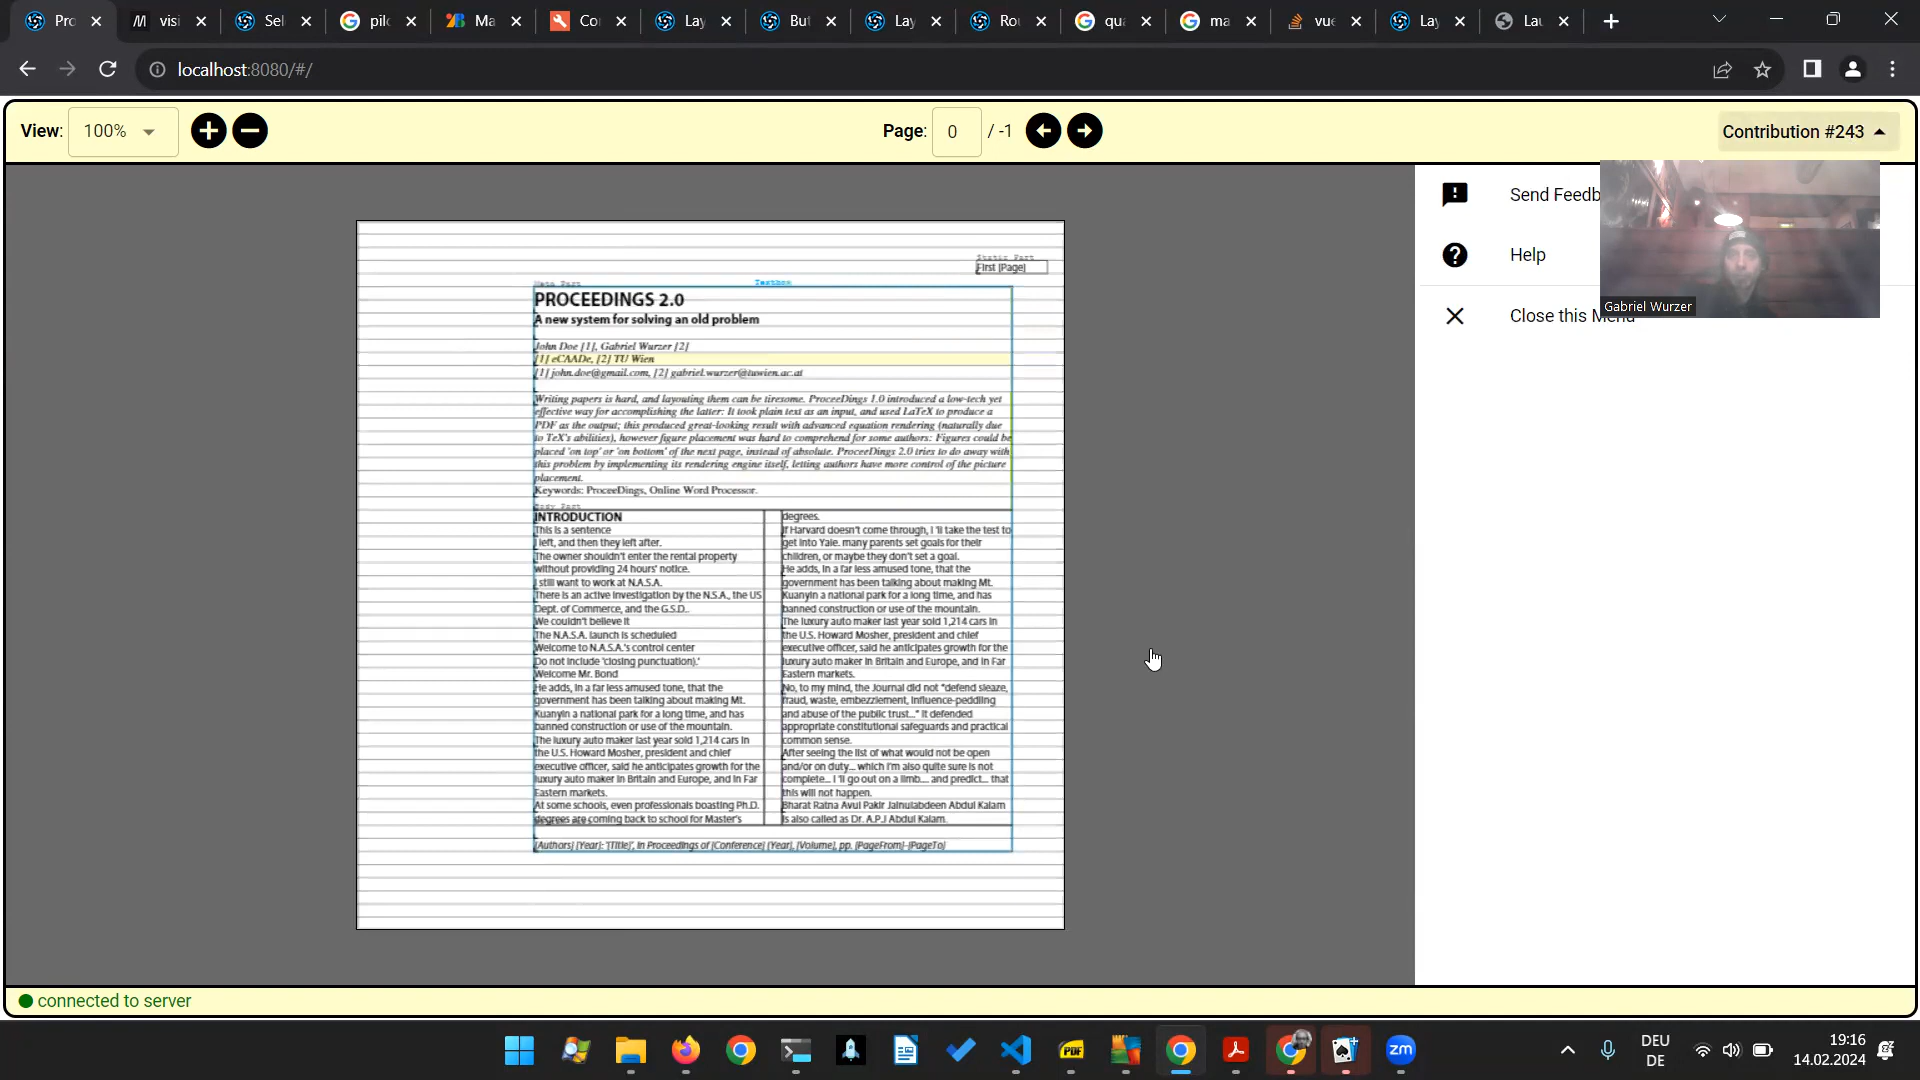 Pro
visi
Sel
pilo
Ma
Co
Lay
But
Lay
Ro
qua
ma
vue
Lay
Lau
localhost:8080/#/
View: 100%
Page: 0 / -1
Contribution #243
Send Feedb
Help
Close this Menu
Gabriel Wurzer
Static Part
First [Page]
Textbox
PROCEEDINGS 2.0
A new system for solving an old problem
John Doe [1], Gabriel Wurzer [2]
[1] eCAADe, [2] TU Wien
[1] john.doe@gmail.com, [2] gabriel.wurzer@tuwien.ac.at
Writing papers is hard, and layouting them can be tiresome. ProceeDings 1.0 introduced a low-tech yet
effective way for accomplishing the latter: It took plain text as an input, and used LaTeX to produce a
PDF as the output; this produced great-looking result with advanced equation rendering (naturally due
to TeX's abilities), however figure placement was hard to comprehend for some authors: Figures could be
placed 'on top' or 'on bottom' of the next page, instead of absolute. ProceeDings 2.0 tries to do away with
this problem by implementing its rendering engine itself, letting authors have more control of the picture
placement.
Keywords: ProceeDings, Online Word Processor.
Body Part
INTRODUCTION
This is a sentence
I left, and then they left after.
The owner shouldn't enter the rental property
without providing 24 hours' notice.
I still want to work at N.A.S.A.
There is an active investigation by the N.S.A., the US
Dept. of Commerce, and the G.S.D..
We couldn't believe it
The N.A.S.A. launch is scheduled
Welcome to N.A.S.A.'s control center
Do not include 'closing punctuation).'
Welcome Mr. Bond
He adds, in a far less amused tone, that the
government has been talking about making Mt.
Kuanyin a national park for a long time, and has
banned construction or use of the mountain.
The luxury auto maker last year sold 1,214 cars in
the U.S. Howard Mosher, president and chief
executive officer, said he anticipates growth for the
luxury auto maker in Britain and Europe, and in Far
Eastern markets.
At some schools, even professionals boasting Ph.D.
degrees are coming back to school for Master's
degrees.
If Harvard doesn't come through, I 'll take the test to
get into Yale. many parents set goals for their
children, or maybe they don't set a goal.
He adds, in a far less amused tone, that the
government has been talking about making Mt.
Kuanyin a national park for a long time, and has
banned construction or use of the mountain.
The luxury auto maker last year sold 1,214 cars in
the U.S. Howard Mosher, president and chief
executive officer, said he anticipates growth for the
luxury auto maker in Britain and Europe, and in Far
Eastern markets.
No, to my mind, the Journal did not "defend sleaze,
fraud, waste, embezzlement, influence-peddling
and abuse of the public trust..." it defended
appropriate constitutional safeguards and practical
common sense.
After seeing the list of what would not be open
and/or on duty... which I'm also quite sure is not
complete... I 'll go out on a limb.... and predict... that
this will not happen.
Bharat Ratna Avul Pakir Jainulabdeen Abdul Kalam
is also called as Dr. A.P.J Abdul Kalam.
[Authors] [Year]: '[Title]', in Proceedings of [Conference] [Year], [Volume], pp. [PageFrom]-[PageTo]
connected to server
PDF
zm
DEU
DE
19:16
14.02.2024